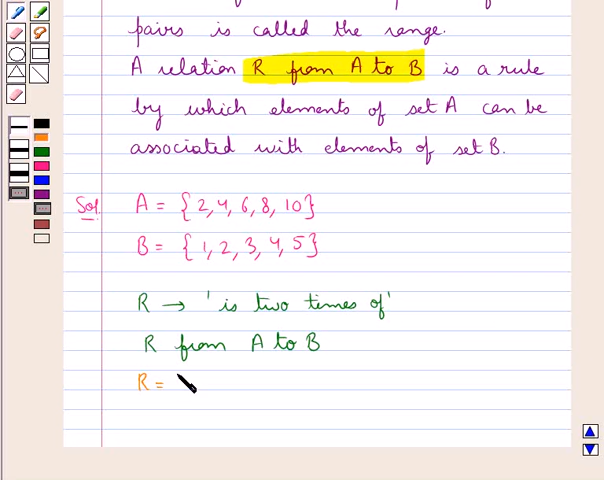 of
pairs is called the range.
A relation R from A to B is a rule
by which elements of set A can be
associated with elements of set B.
Sol. A = {2, 4, 6, 8, 10}
B = {1, 2, 3, 4, 5}
R → 'is two times of'
R from A to B
R =